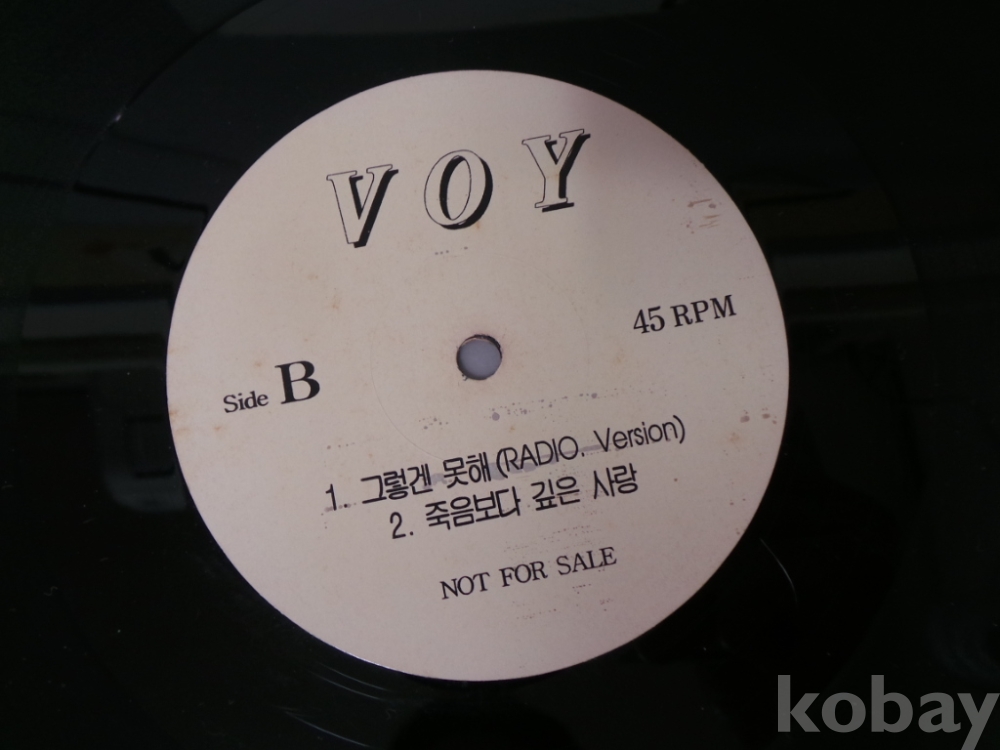 VOY
45 RPM
Side B
1. 그렇겐 못해 (RADIO. Version)
2. 죽음보다 깊은 사랑
NOT FOR SALE
kobay